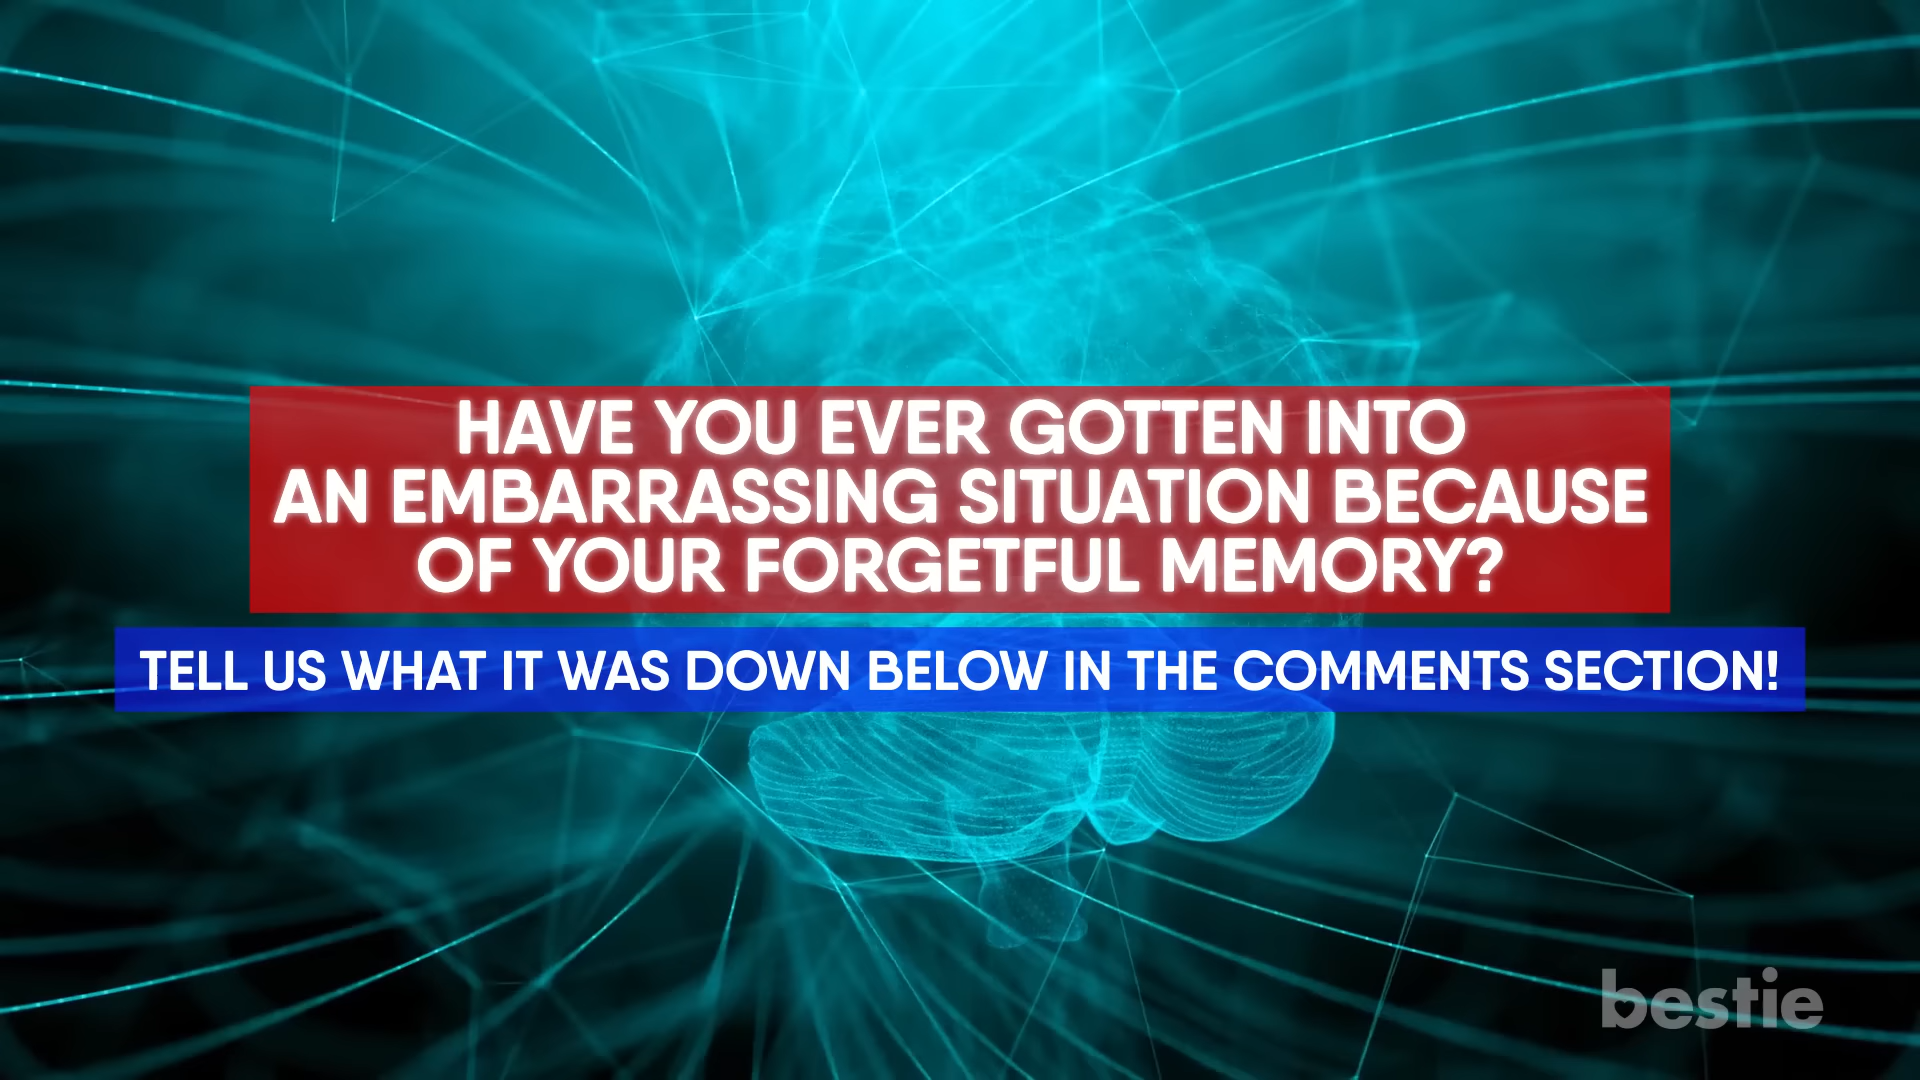 HAVE YOU EVER GOTTEN INTO
AN EMBARRASSING SITUATION BECAUSE
OF YOUR FORGETFUL MEMORY?
TELL US WHAT IT WAS DOWN BELOW IN THE COMMENTS SECTION!
bestie